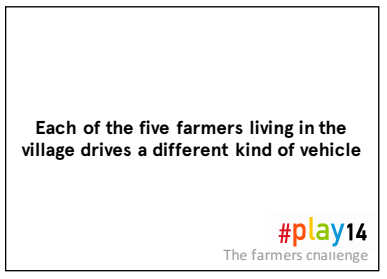 Each of the five farmers living in the
village drives a different kind of vehicle
#play14
The farmers challenge